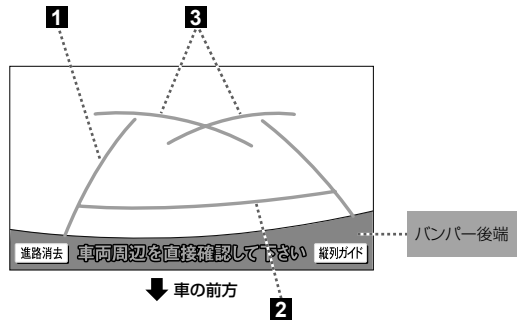 1
3
進路消去
車両周辺を直接確認して下さい
縦列ガイド
バンパー後端
車の前方
2